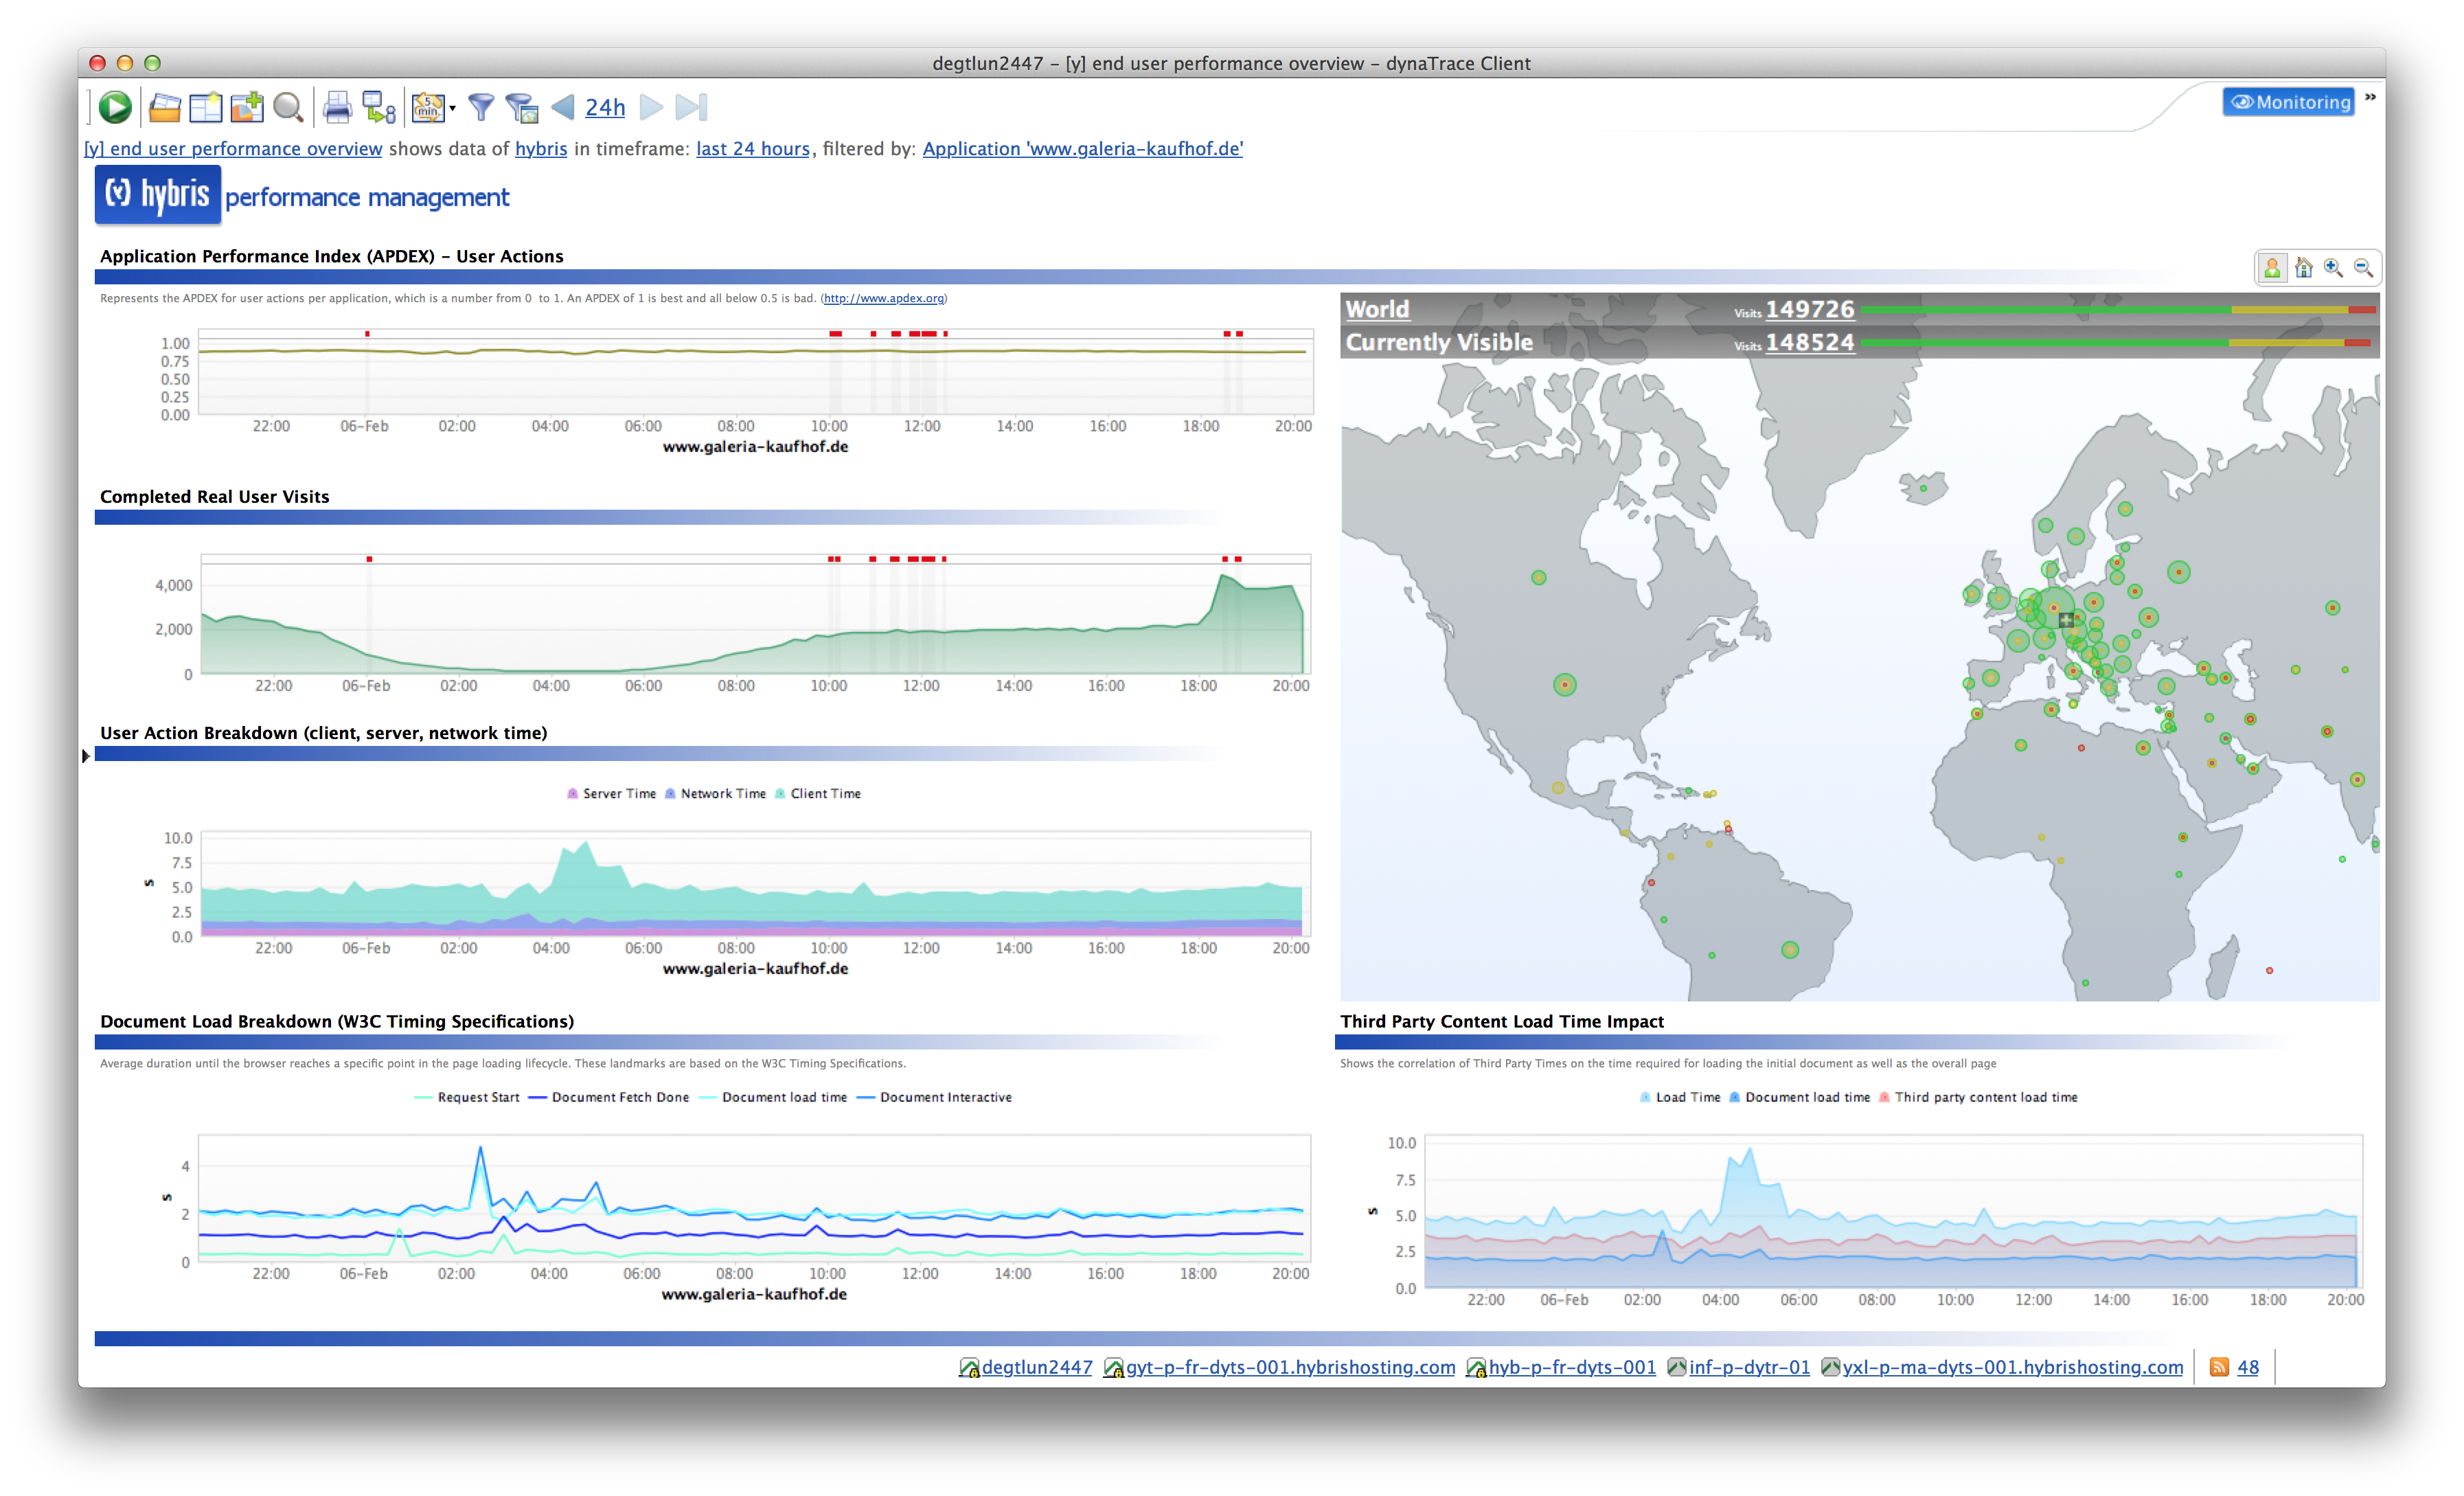 degtlun2447 – [y] end user performance overview – dynaTrace Client
5 min
24h
Monitoring »
[y] end user performance overview shows data of hybris in timeframe: last 24 hours, filtered by: Application 'www.galeria-kaufhof.de'
(y) hybris performance management
Application Performance Index (APDEX) – User Actions
Represents the APDEX for user actions per application, which is a number from 0 to 1. An APDEX of 1 is best and all below 0.5 is bad. (http://www.apdex.org)
1.00
0.75
0.50
0.25
0.00
22:00 06-Feb 02:00 04:00 06:00 08:00 10:00 12:00 14:00 16:00 18:00 20:00
www.galeria-kaufhof.de
World Visits 149726
Currently Visible Visits 148524
Completed Real User Visits
4,000
2,000
0
22:00 06-Feb 02:00 04:00 06:00 08:00 10:00 12:00 14:00 16:00 18:00 20:00
User Action Breakdown (client, server, network time)
Server Time Network Time Client Time
10.0
7.5
5.0
2.5
0.0
s
22:00 06-Feb 02:00 04:00 06:00 08:00 10:00 12:00 14:00 16:00 18:00 20:00
www.galeria-kaufhof.de
Document Load Breakdown (W3C Timing Specifications)
Average duration until the browser reaches a specific point in the page loading lifecycle. These landmarks are based on the W3C Timing Specifications.
Request Start Document Fetch Done Document load time Document Interactive
4
2
0
s
22:00 06-Feb 02:00 04:00 06:00 08:00 10:00 12:00 14:00 16:00 18:00 20:00
www.galeria-kaufhof.de
Third Party Content Load Time Impact
Shows the correlation of Third Party Times on the time required for loading the initial document as well as the overall page
Load Time Document load time Third party content load time
10.0
7.5
5.0
2.5
0.0
s
22:00 06-Feb 02:00 04:00 06:00 08:00 10:00 12:00 14:00 16:00 18:00 20:00
degtlun2447 gyt-p-fr-dyts-001.hybrishosting.com hyb-p-fr-dyts-001 inf-p-dytr-01 yxl-p-ma-dyts-001.hybrishosting.com 48